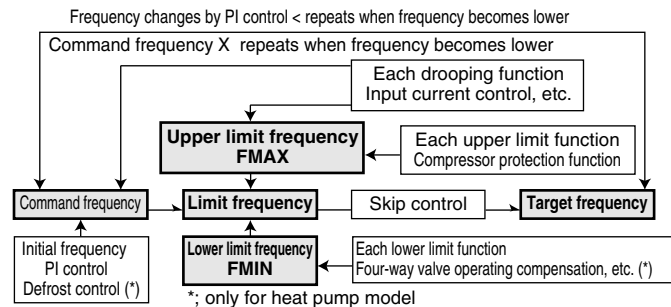 Frequency changes by PI control < repeats when frequency becomes lower
Command frequency X repeats when frequency becomes lower
Each drooping function
Input current control, etc.
Upper limit frequency
FMAX
Each upper limit function
Compressor protection function
Command frequency
Limit frequency
Skip control
Target frequency
Initial frequency
PI control
Defrost control (*)
Lower limit frequency
FMIN
Each lower limit function
Four-way valve operating compensation, etc. (*)
*; only for heat pump model